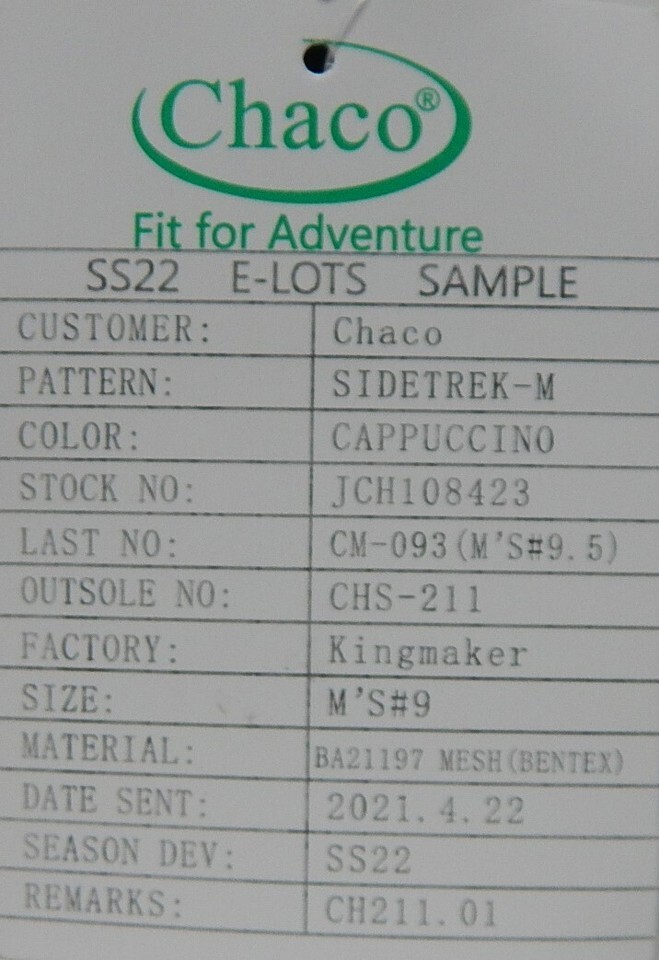 Chaco®
Fit for Adventure
SS22 E-LOTS SAMPLE
CUSTOMER: Chaco
PATTERN: SIDETREK-M
COLOR: CAPPUCCINO
STOCK NO: JCH108423
LAST NO: CM-093(M'S#9.5)
OUTSOLE NO: CHS-211
FACTORY: Kingmaker
SIZE: M'S#9
MATERIAL: BA21197 MESH(BENTEX)
DATE SENT: 2021.4.22
SEASON DEV: SS22
REMARKS: CH211.01